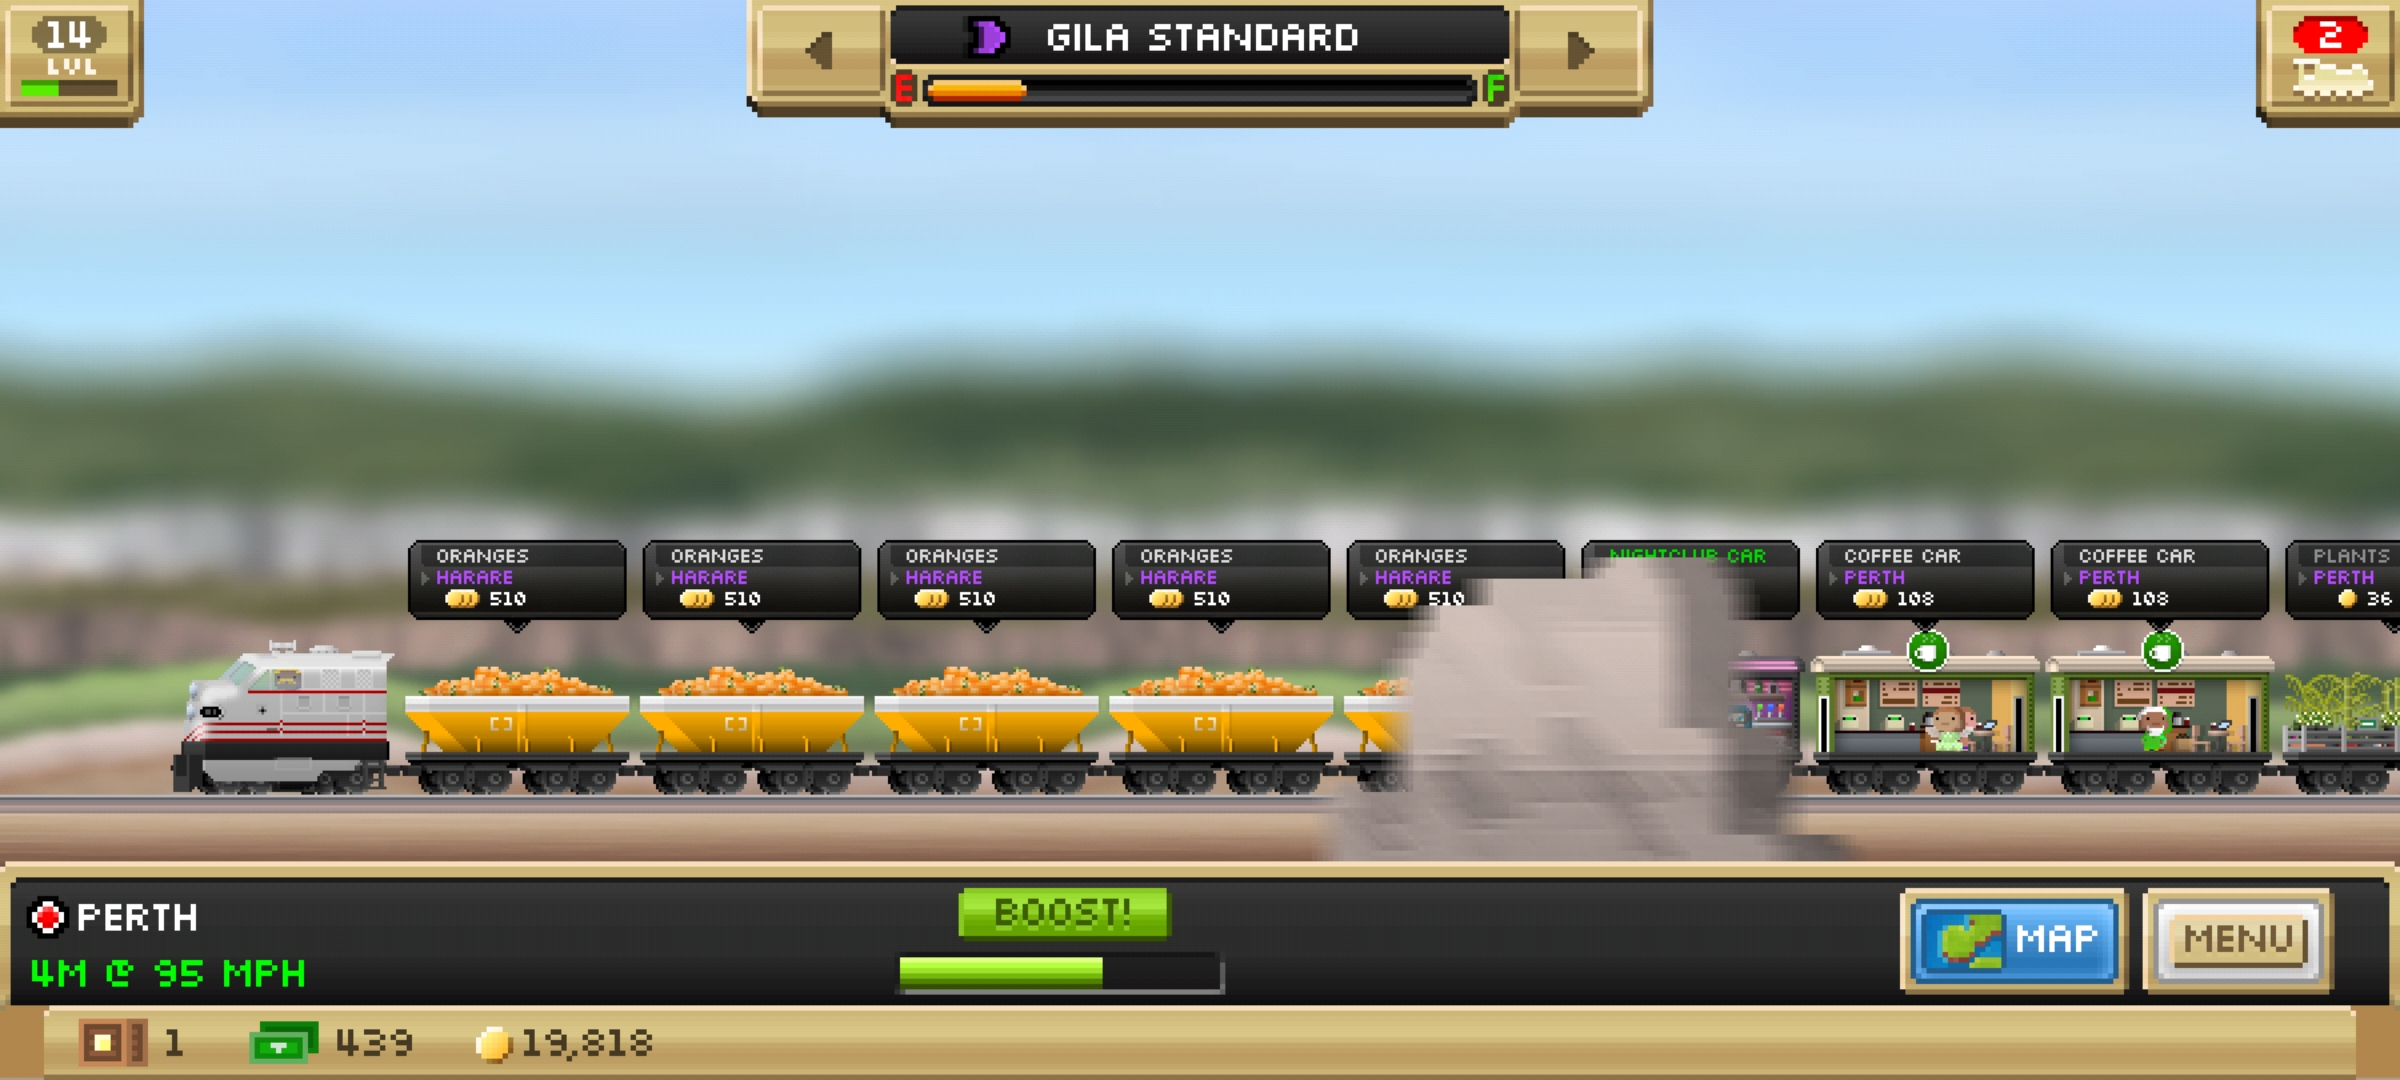 14
LVL
GILA STANDARD
E
F
2
ORANGES
HARARE
510
ORANGES
HARARE
510
ORANGES
HARARE
510
ORANGES
HARARE
510
ORANGES
HARARE
510
NIGHTCLUB CAR
COFFEE CAR
PERTH
108
COFFEE CAR
PERTH
108
PLANTS
PERTH
36
PERTH
4M @ 95 MPH
BOOST!
MAP
MENU
1
439
19,818